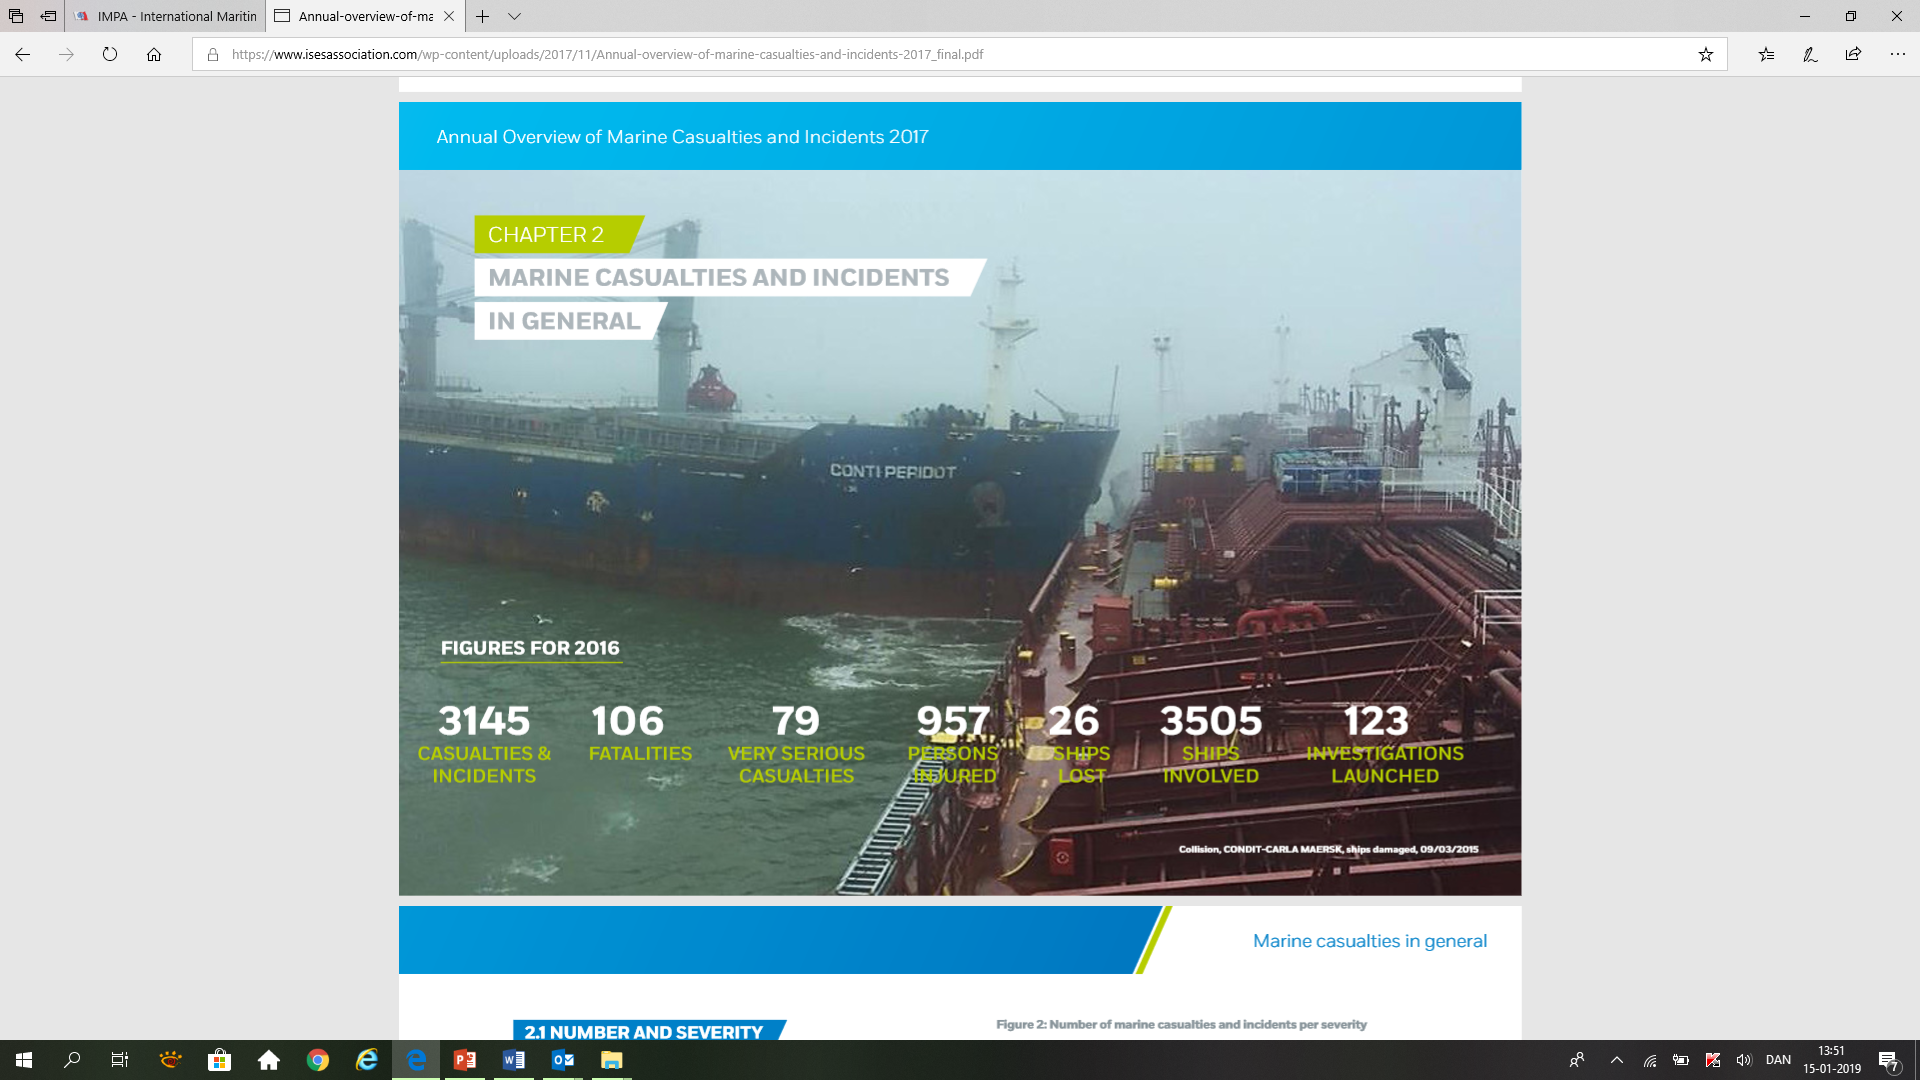 IMPA - International Maritin
Annual-overview-of-ma
https://www.isesassociation.com/wp-content/uploads/2017/11/Annual-overview-of-marine-casualties-and-incidents-2017_final.pdf
Annual Overview of Marine Casualties and Incidents 2017
CHAPTER 2
MARINE CASUALTIES AND INCIDENTS
IN GENERAL
CONTI PERIDOT
FIGURES FOR 2016
3145 106 79 957 26 3505 123
CASUALTIES & FATALITIES VERY SERIOUS PERSONS SHIPS SHIPS INVESTIGATIONS
INCIDENTS CASUALTIES INJURED LOST INVOLVED LAUNCHED
Collision, CONDIT-CARLA MAERSK, ships damaged, 09/03/2015
Marine casualties in general
2.1 NUMBER AND SEVERITY
Figure 2: Number of marine casualties and incidents per severity
DAN
13:51
15-01-2019
7